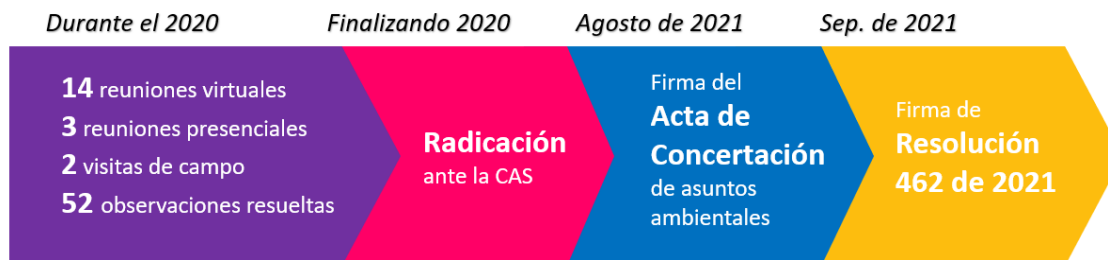 Durante el 2020
Finalizando 2020
Agosto de 2021
Sep. de 2021
14 reuniones virtuales
3 reuniones presenciales
2 visitas de campo
52 observaciones resueltas
Radicación
ante la CAS
Firma del
Acta de
Concertación
de asuntos
ambientales
Firma de
Resolución
462 de 2021